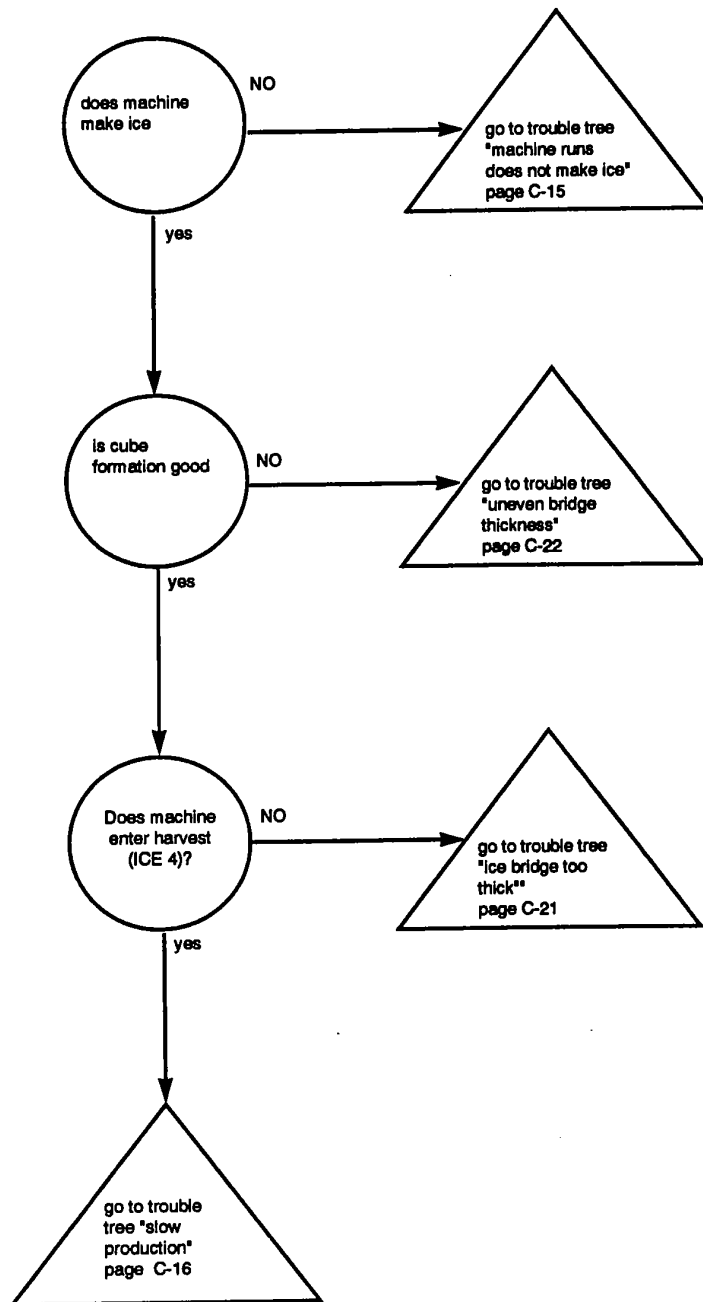 does machine
make ice
NO
go to trouble tree
"machine runs
does not make ice"
page C-15
yes
is cube
formation good
NO
go to trouble tree
"uneven bridge
thickness"
page C-22
yes
Does machine
enter harvest
(ICE 4)?
NO
go to trouble tree
"ice bridge too
thick""
page C-21
yes
go to trouble
tree "slow
production"
page C-16